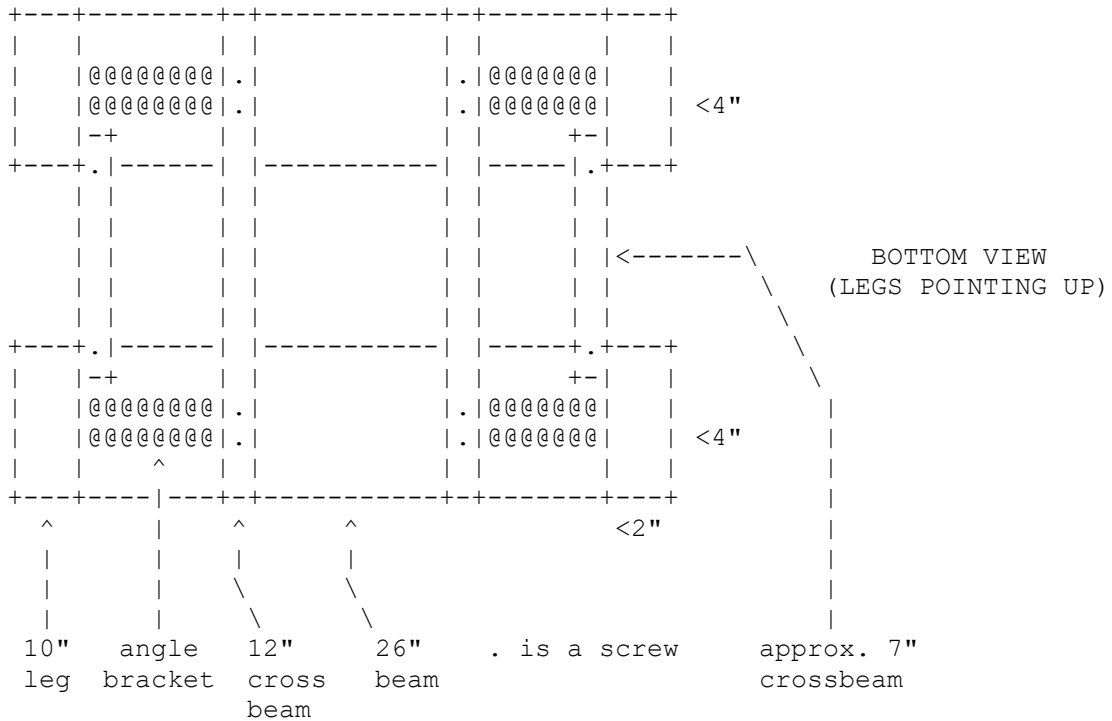 <4"
BOTTOM VIEW
(LEGS POINTING UP)
<4"
<2"
10" angle 12" 26" . is a screw approx. 7"
leg bracket cross beam crossbeam
beam